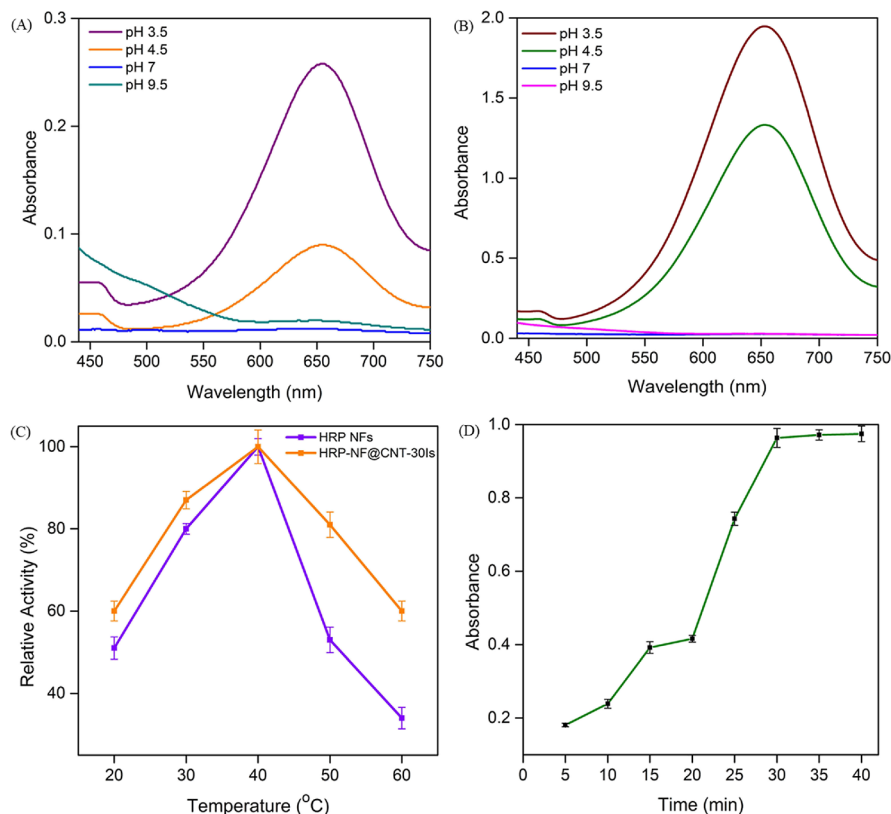 (A)
pH 3.5
pH 4.5
pH 7
pH 9.5
0.3
0.2
0.1
0.0
Absorbance
450 500 550 600 650 700 750
Wavelength (nm)
(B)
pH 3.5
pH 4.5
pH 7
pH 9.5
2.0
1.5
1.0
0.5
0.0
Absorbance
450 500 550 600 650 700 750
Wavelength (nm)
(C)
HRP NFs
HRP-NF@CNT-30Is
100
80
60
40
Relative Activity (%)
20 30 40 50 60
Temperature (°C)
(D)
1.0
0.8
0.6
0.4
0.2
Absorbance
0 5 10 15 20 25 30 35 40
Time (min)